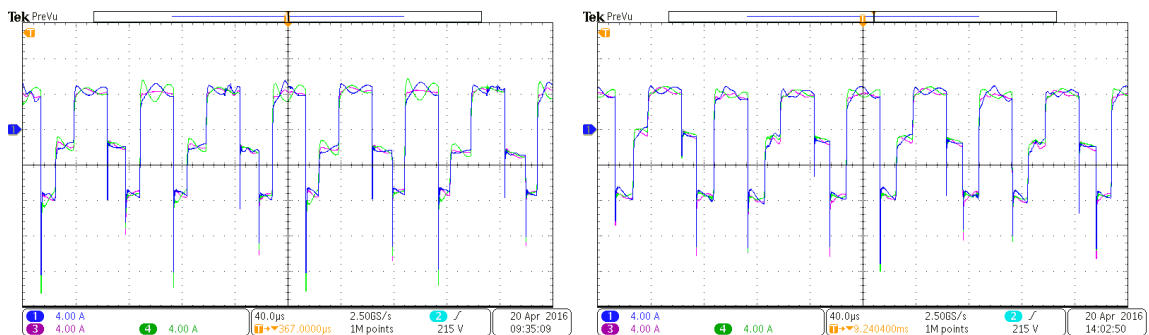 Tek PreVu
T
1
1 4.00 A
3 4.00 A 4 4.00 A
40.0µs 2.50GS/s 2
T→▼367.0000µs 1M points 215 V
20 Apr 2016
09:35:09
Tek PreVu
T
1
1 4.00 A
3 4.00 A 4 4.00 A
40.0µs 2.50GS/s 2
T→▼9.240400ms 1M points 215 V
20 Apr 2016
14:02:50